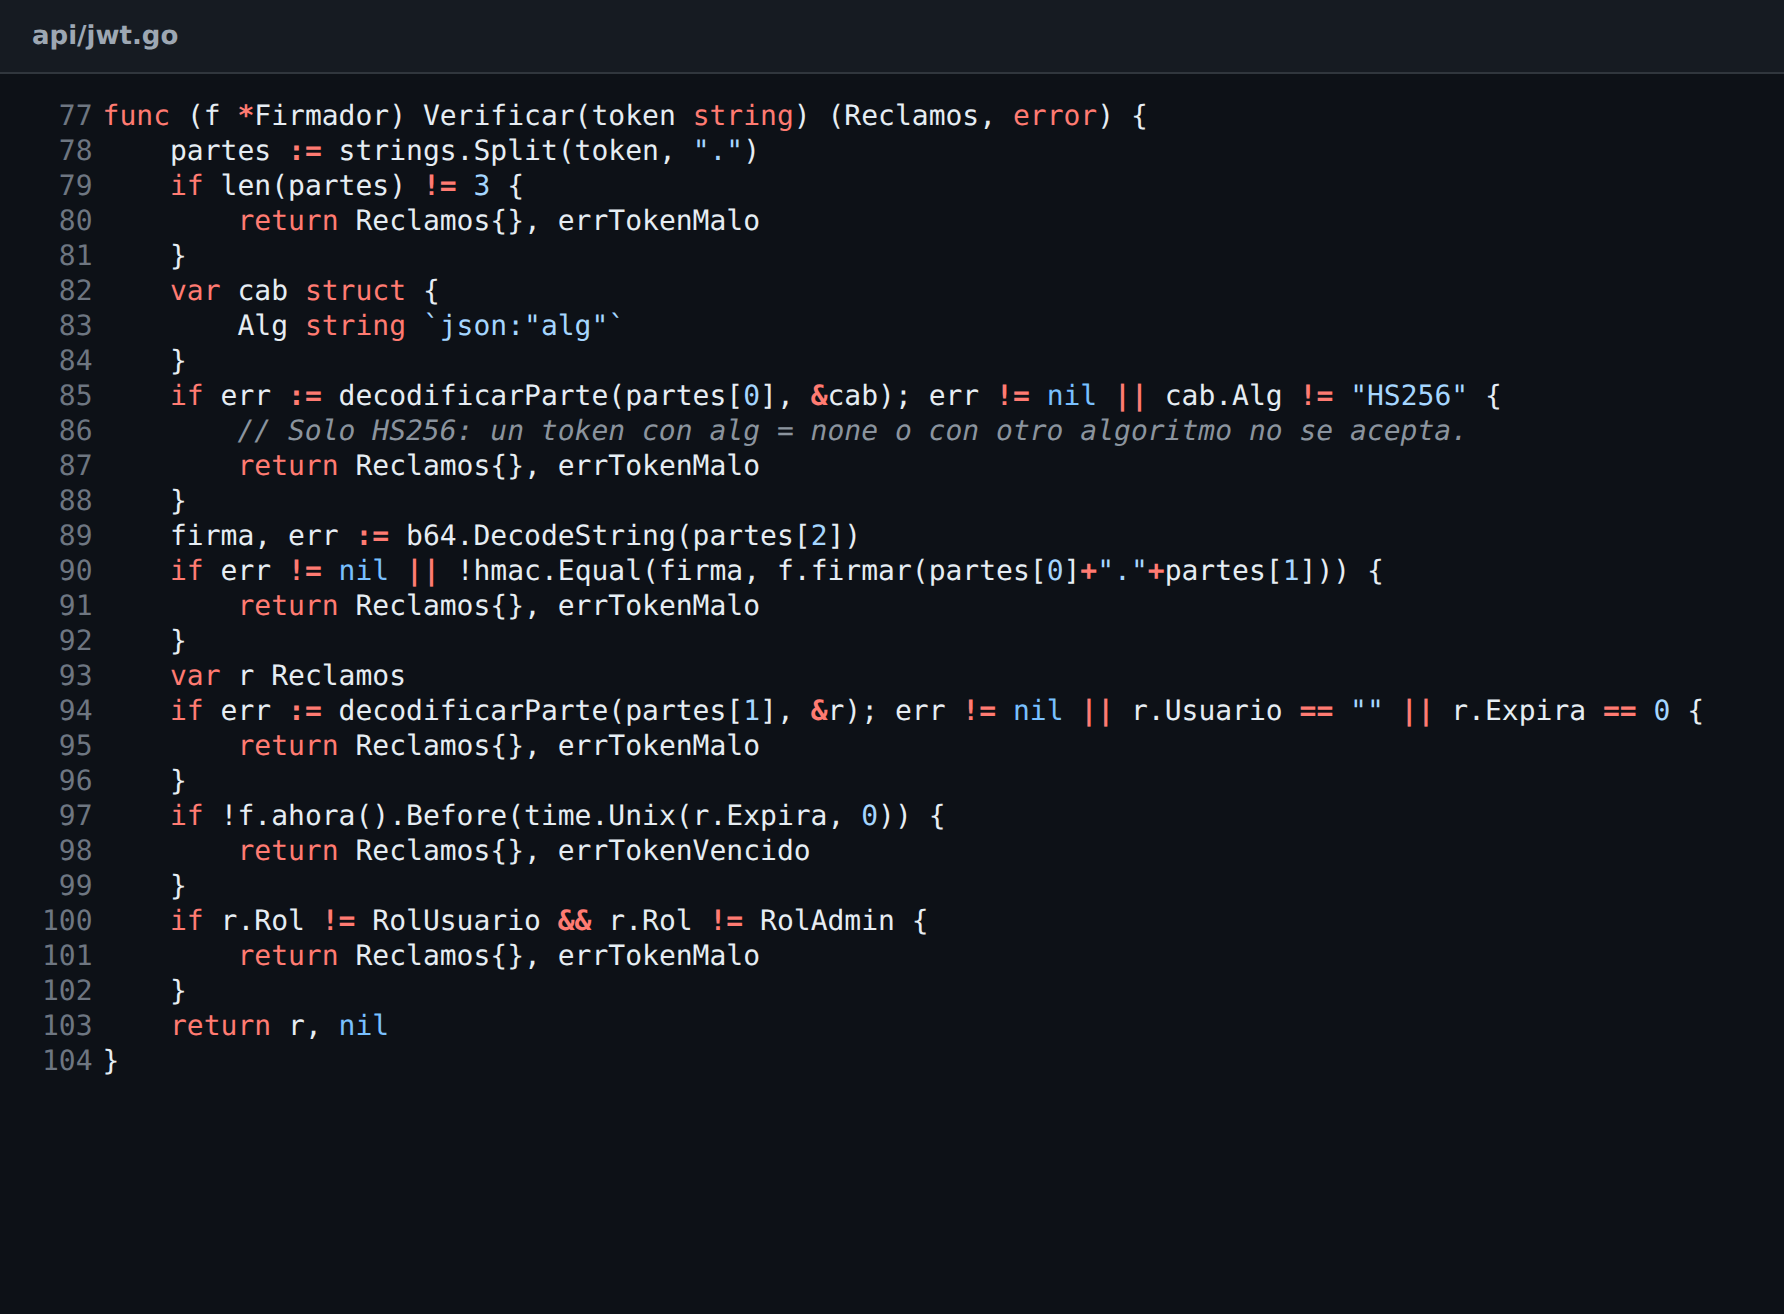 api/jwt.go
77 func (f *Firmador) Verificar(token string) (Reclamos, error) {
78     partes := strings.Split(token, ".")
79     if len(partes) != 3 {
80         return Reclamos{}, errTokenMalo
81     }
82     var cab struct {
83         Alg string `json:"alg"`
84     }
85     if err := decodificarParte(partes[0], &cab); err != nil || cab.Alg != "HS256" {
86         // Solo HS256: un token con alg = none o con otro algoritmo no se acepta.
87         return Reclamos{}, errTokenMalo
88     }
89     firma, err := b64.DecodeString(partes[2])
90     if err != nil || !hmac.Equal(firma, f.firmar(partes[0]+"."+partes[1])) {
91         return Reclamos{}, errTokenMalo
92     }
93     var r Reclamos
94     if err := decodificarParte(partes[1], &r); err != nil || r.Usuario == "" || r.Expira == 0 {
95         return Reclamos{}, errTokenMalo
96     }
97     if !f.ahora().Before(time.Unix(r.Expira, 0)) {
98         return Reclamos{}, errTokenVencido
99     }
100     if r.Rol != RolUsuario && r.Rol != RolAdmin {
101         return Reclamos{}, errTokenMalo
102     }
103     return r, nil
104 }